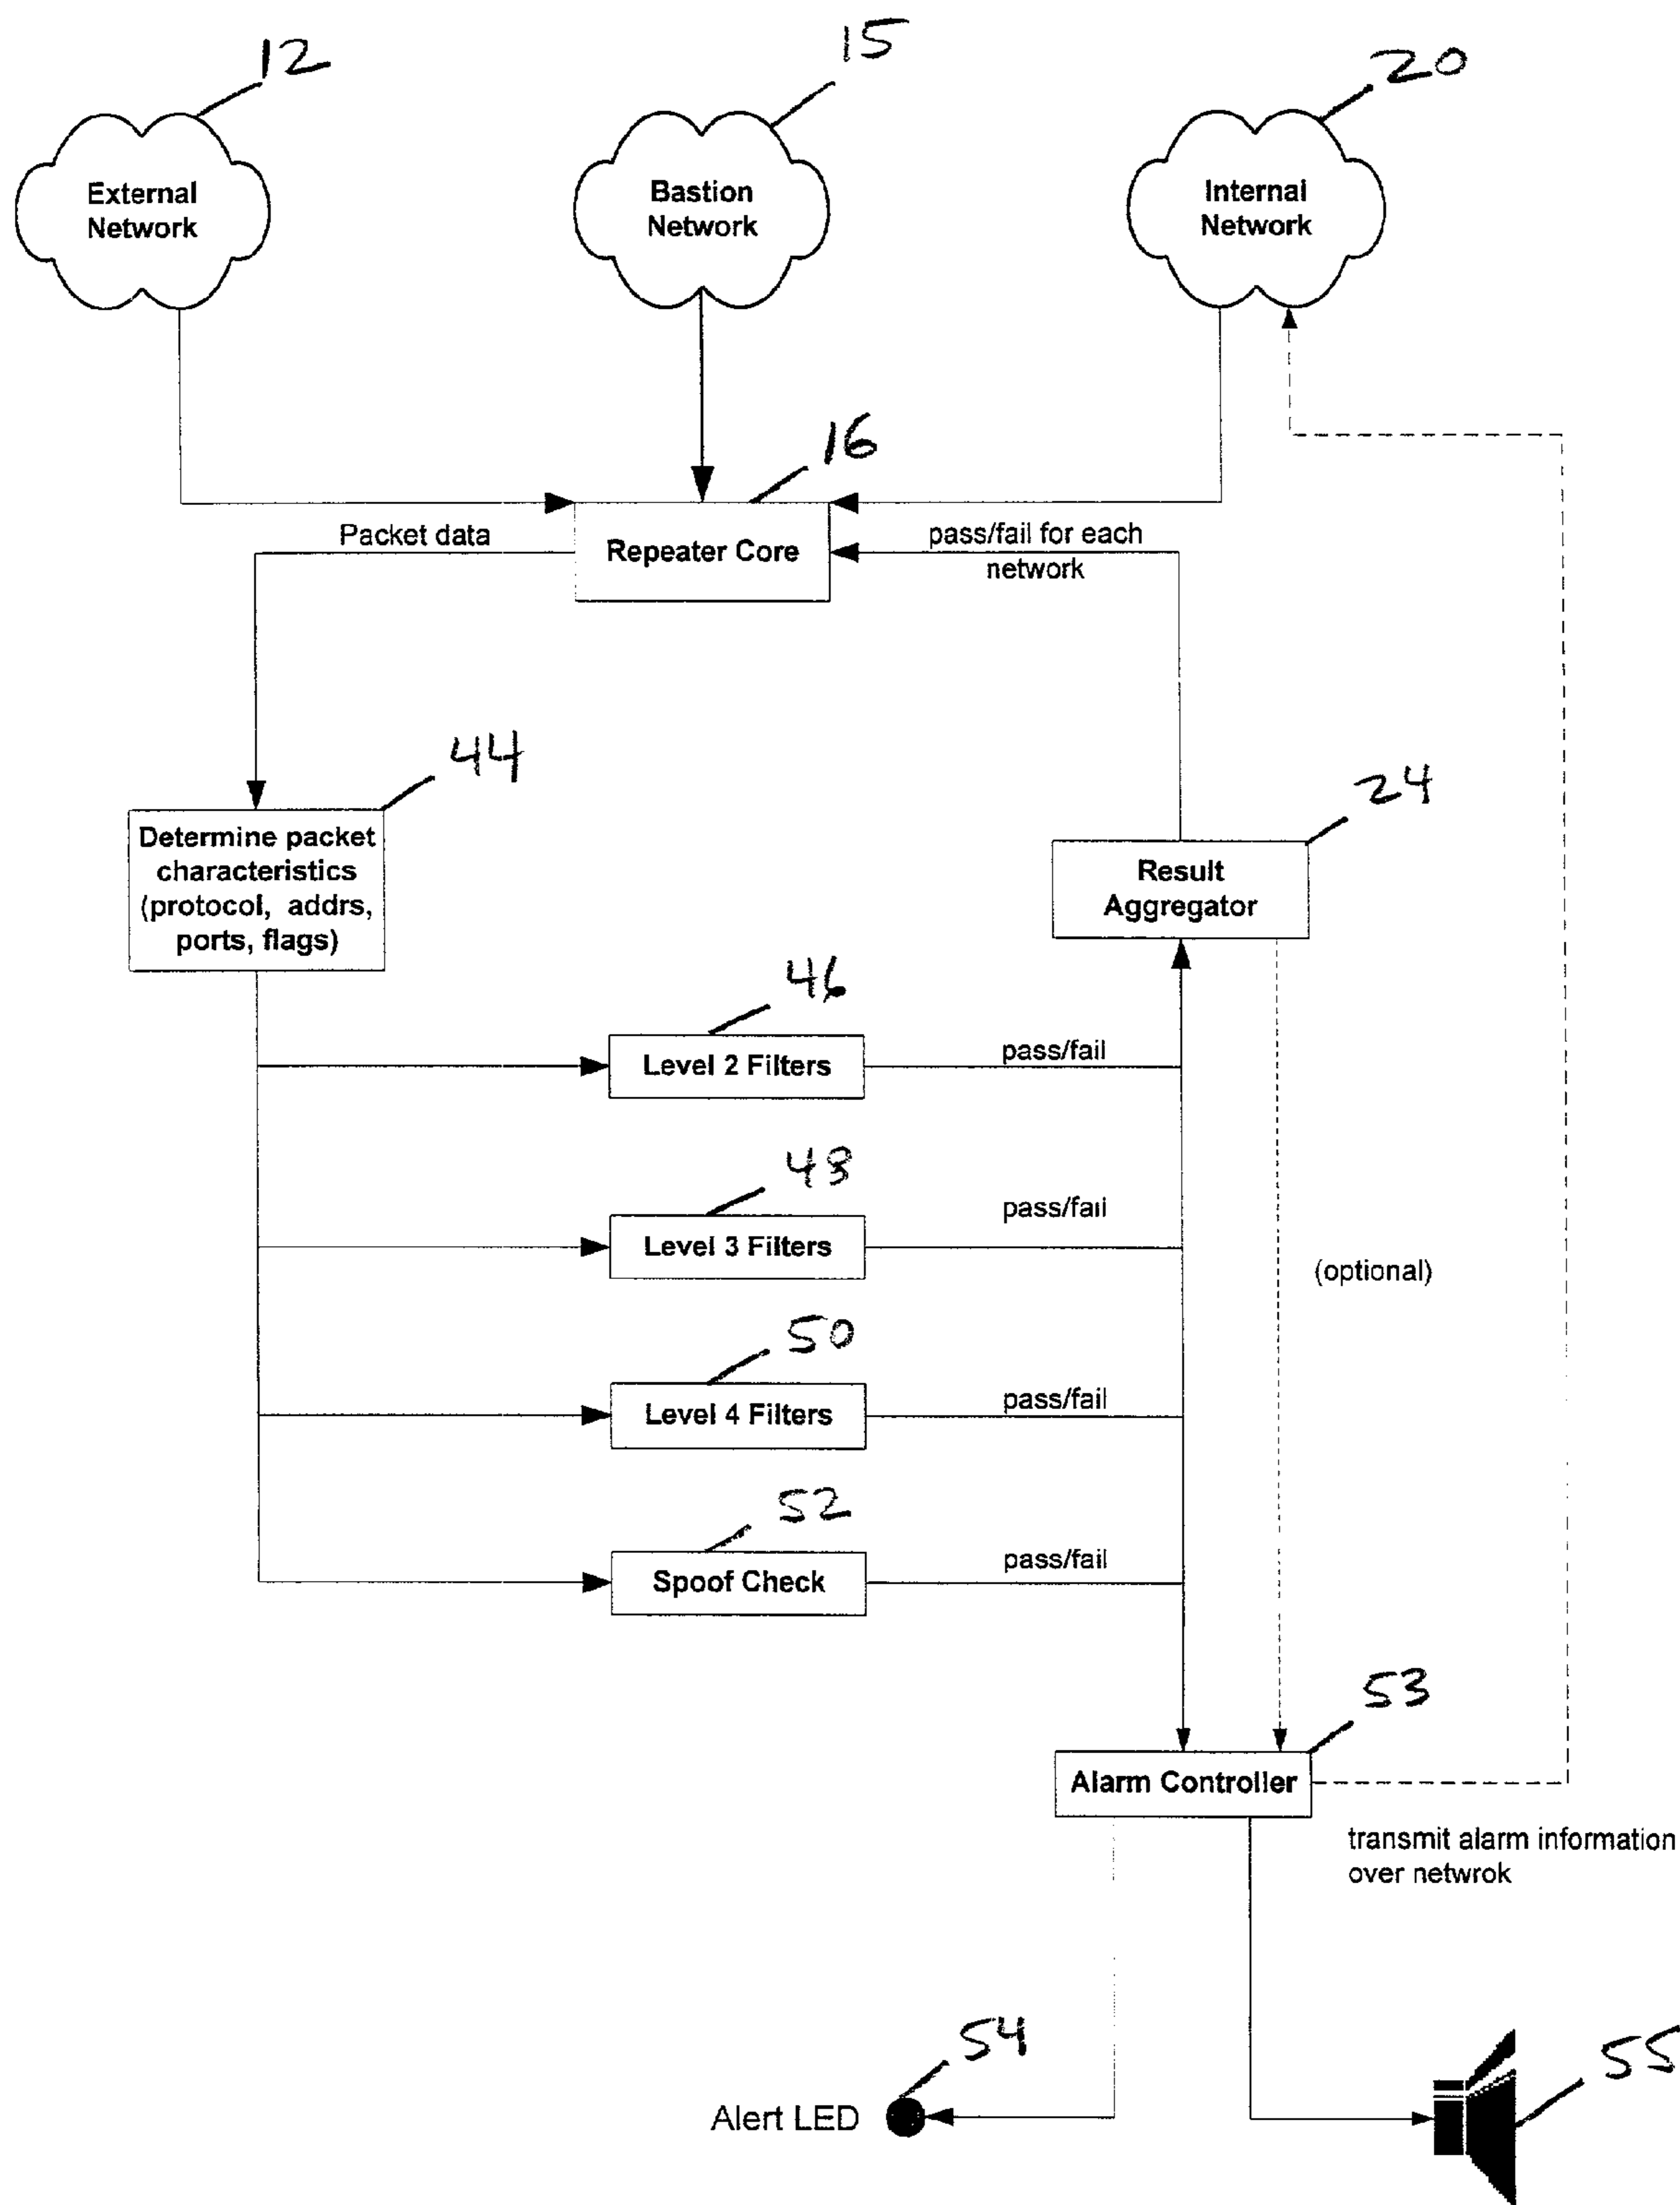 12
15
20
External
Network
Bastion
Network
Internal
Network
16
Packet data
Repeater Core
pass/fail for each
network
44
24
Determine packet
characteristics
(protocol, addrs,
ports, flags)
Result
Aggregator
46
Level 2 Filters
pass/fail
48
Level 3 Filters
pass/fail
(optional)
50
Level 4 Filters
pass/fail
52
Spoof Check
pass/fail
53
Alarm Controller
transmit alarm information
over netwrok
54
Alert LED
55